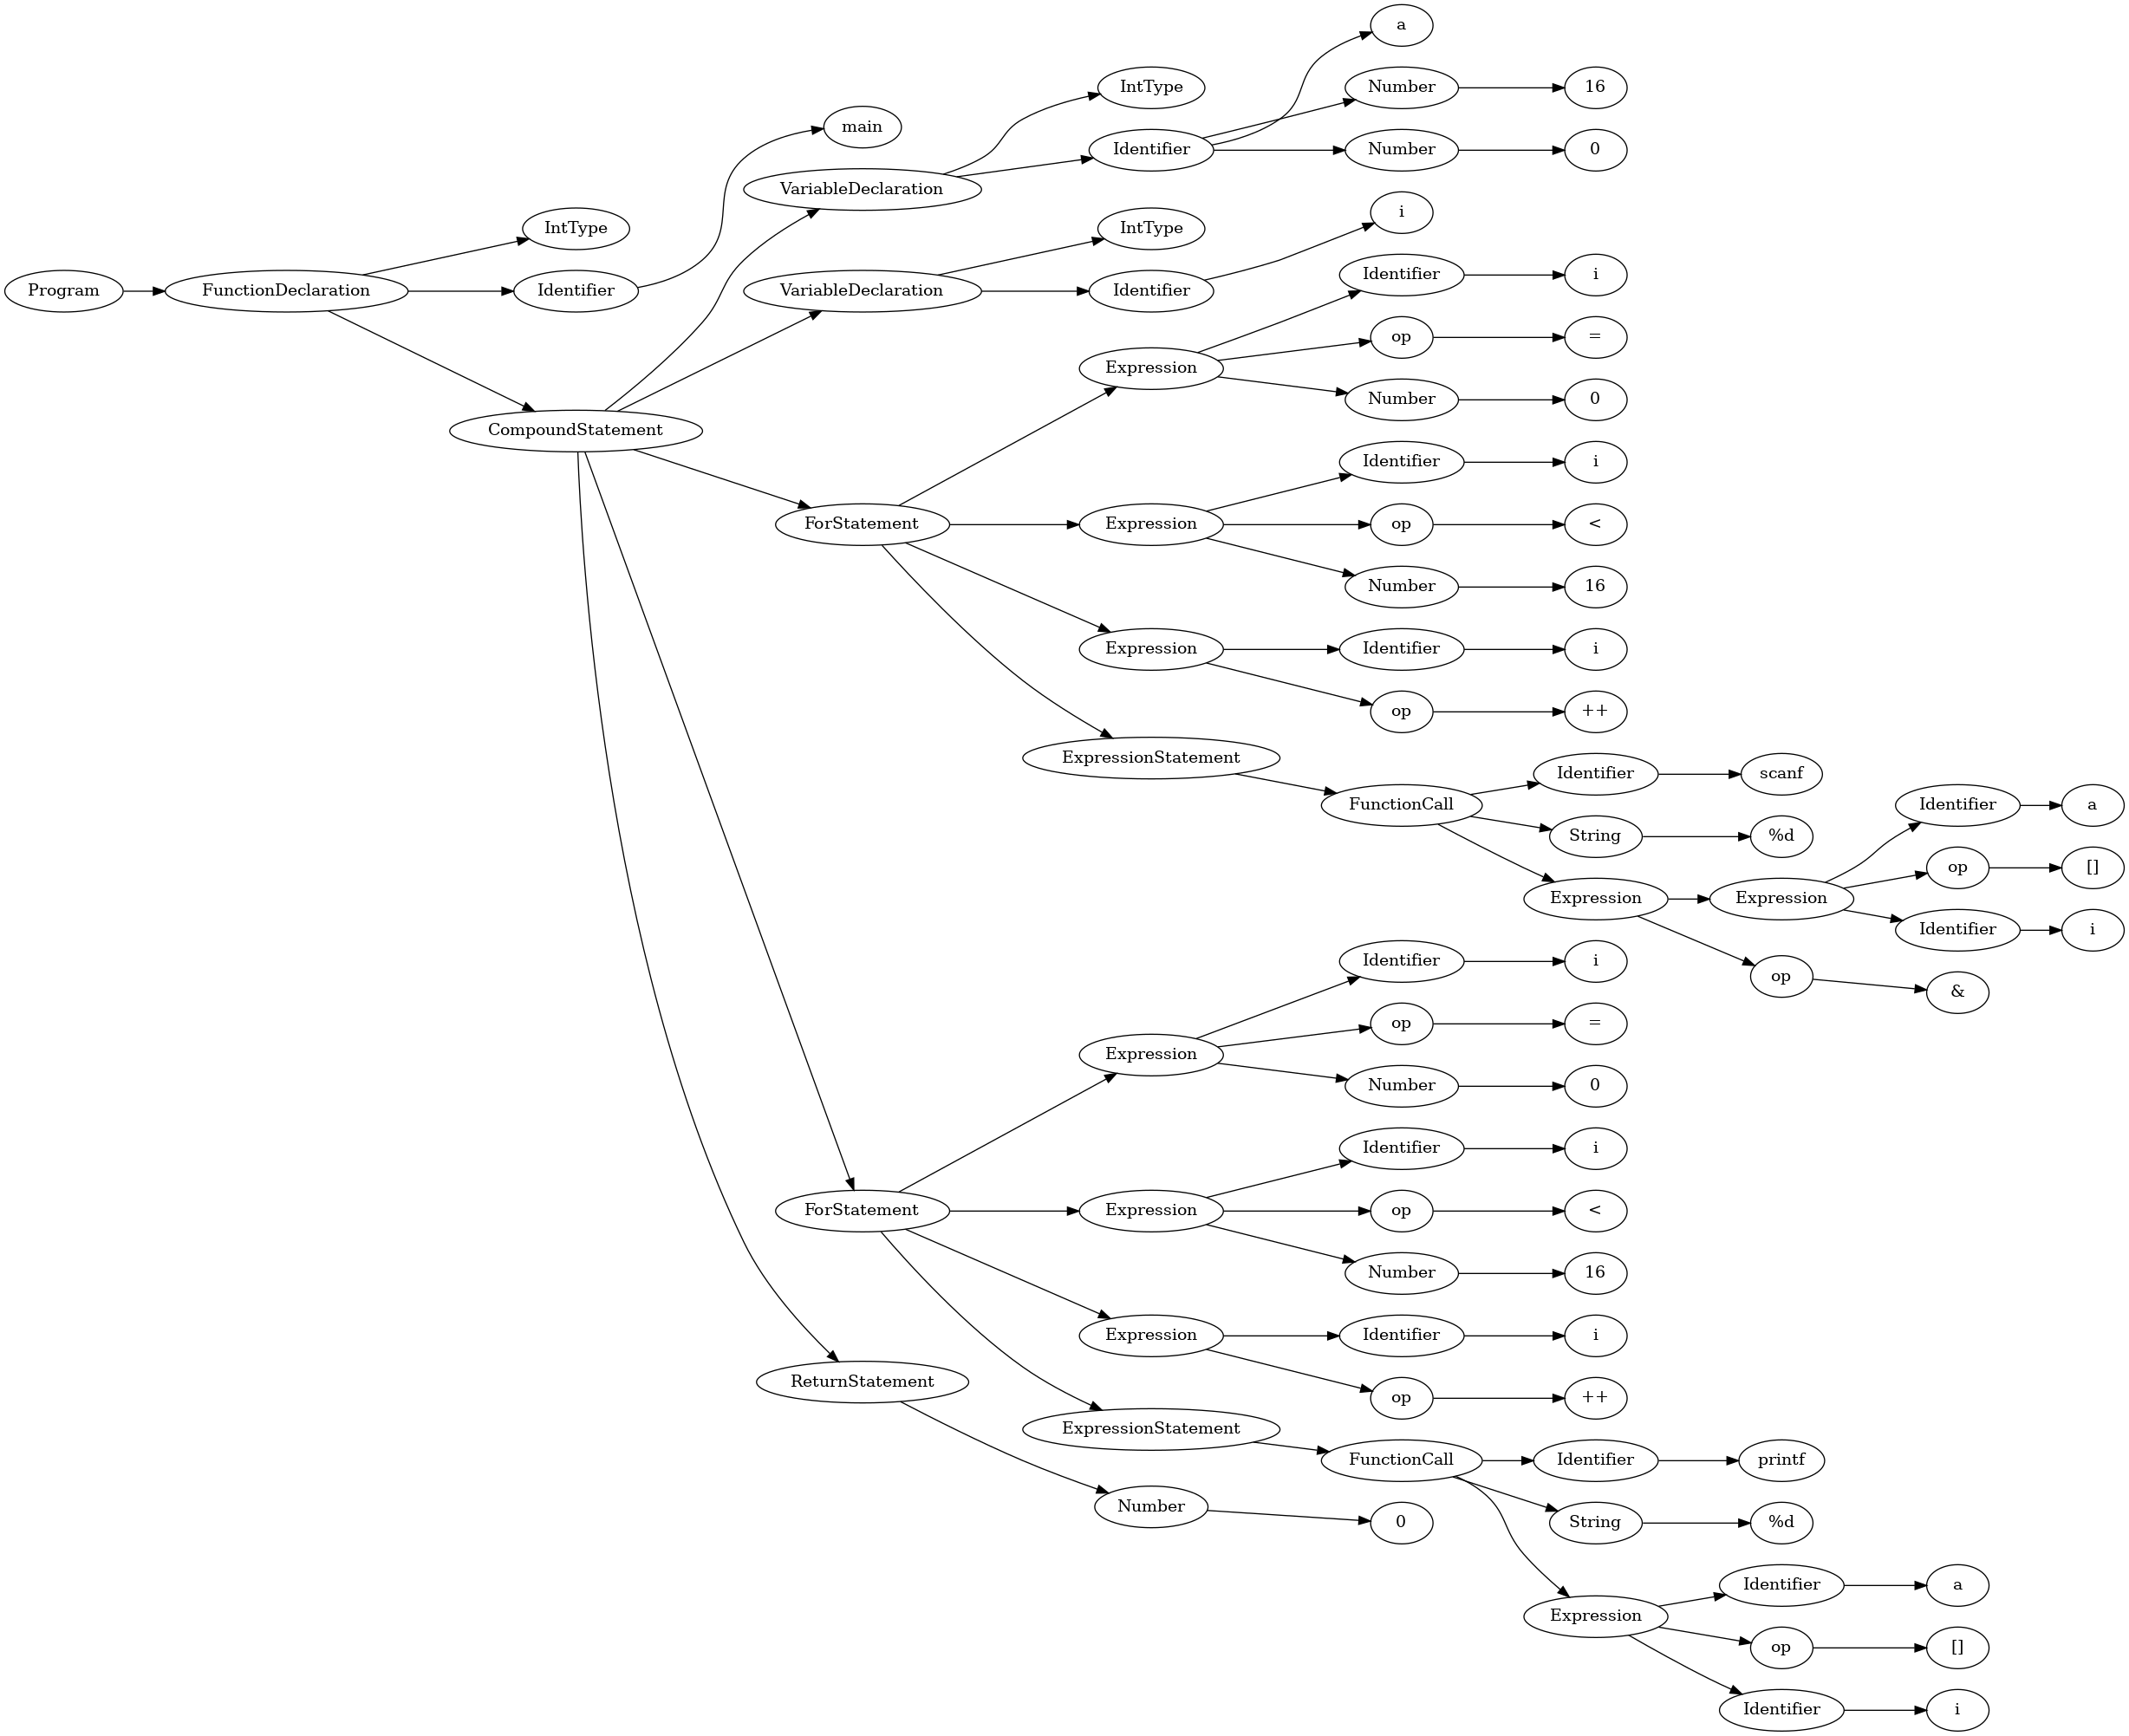 Program
FunctionDeclaration
IntType
Identifier
main
CompoundStatement
VariableDeclaration
IntType
Identifier
a
Number
16
Number
0
VariableDeclaration
IntType
Identifier
i
ForStatement
Expression
Identifier
i
op
=
Number
0
Expression
Identifier
i
op
<
Number
16
Expression
Identifier
i
op
++
ExpressionStatement
FunctionCall
Identifier
scanf
String
%d
Expression
Expression
Identifier
a
op
[]
Identifier
i
op
&
ForStatement
Expression
Identifier
i
op
=
Number
0
Expression
Identifier
i
op
<
Number
16
Expression
Identifier
i
op
++
ExpressionStatement
FunctionCall
Identifier
printf
String
%d
Expression
Identifier
a
op
[]
Identifier
i
ReturnStatement
Number
0